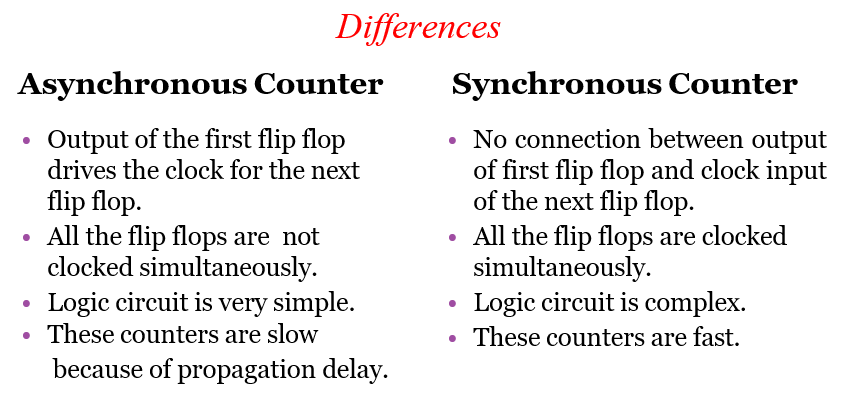 Differences
Asynchronous Counter
• Output of the first flip flop
drives the clock for the next
flip flop.
• All the flip flops are not
clocked simultaneously.
• Logic circuit is very simple.
• These counters are slow
because of propagation delay.
Synchronous Counter
• No connection between output
of first flip flop and clock input
of the next flip flop.
• All the flip flops are clocked
simultaneously.
• Logic circuit is complex.
• These counters are fast.